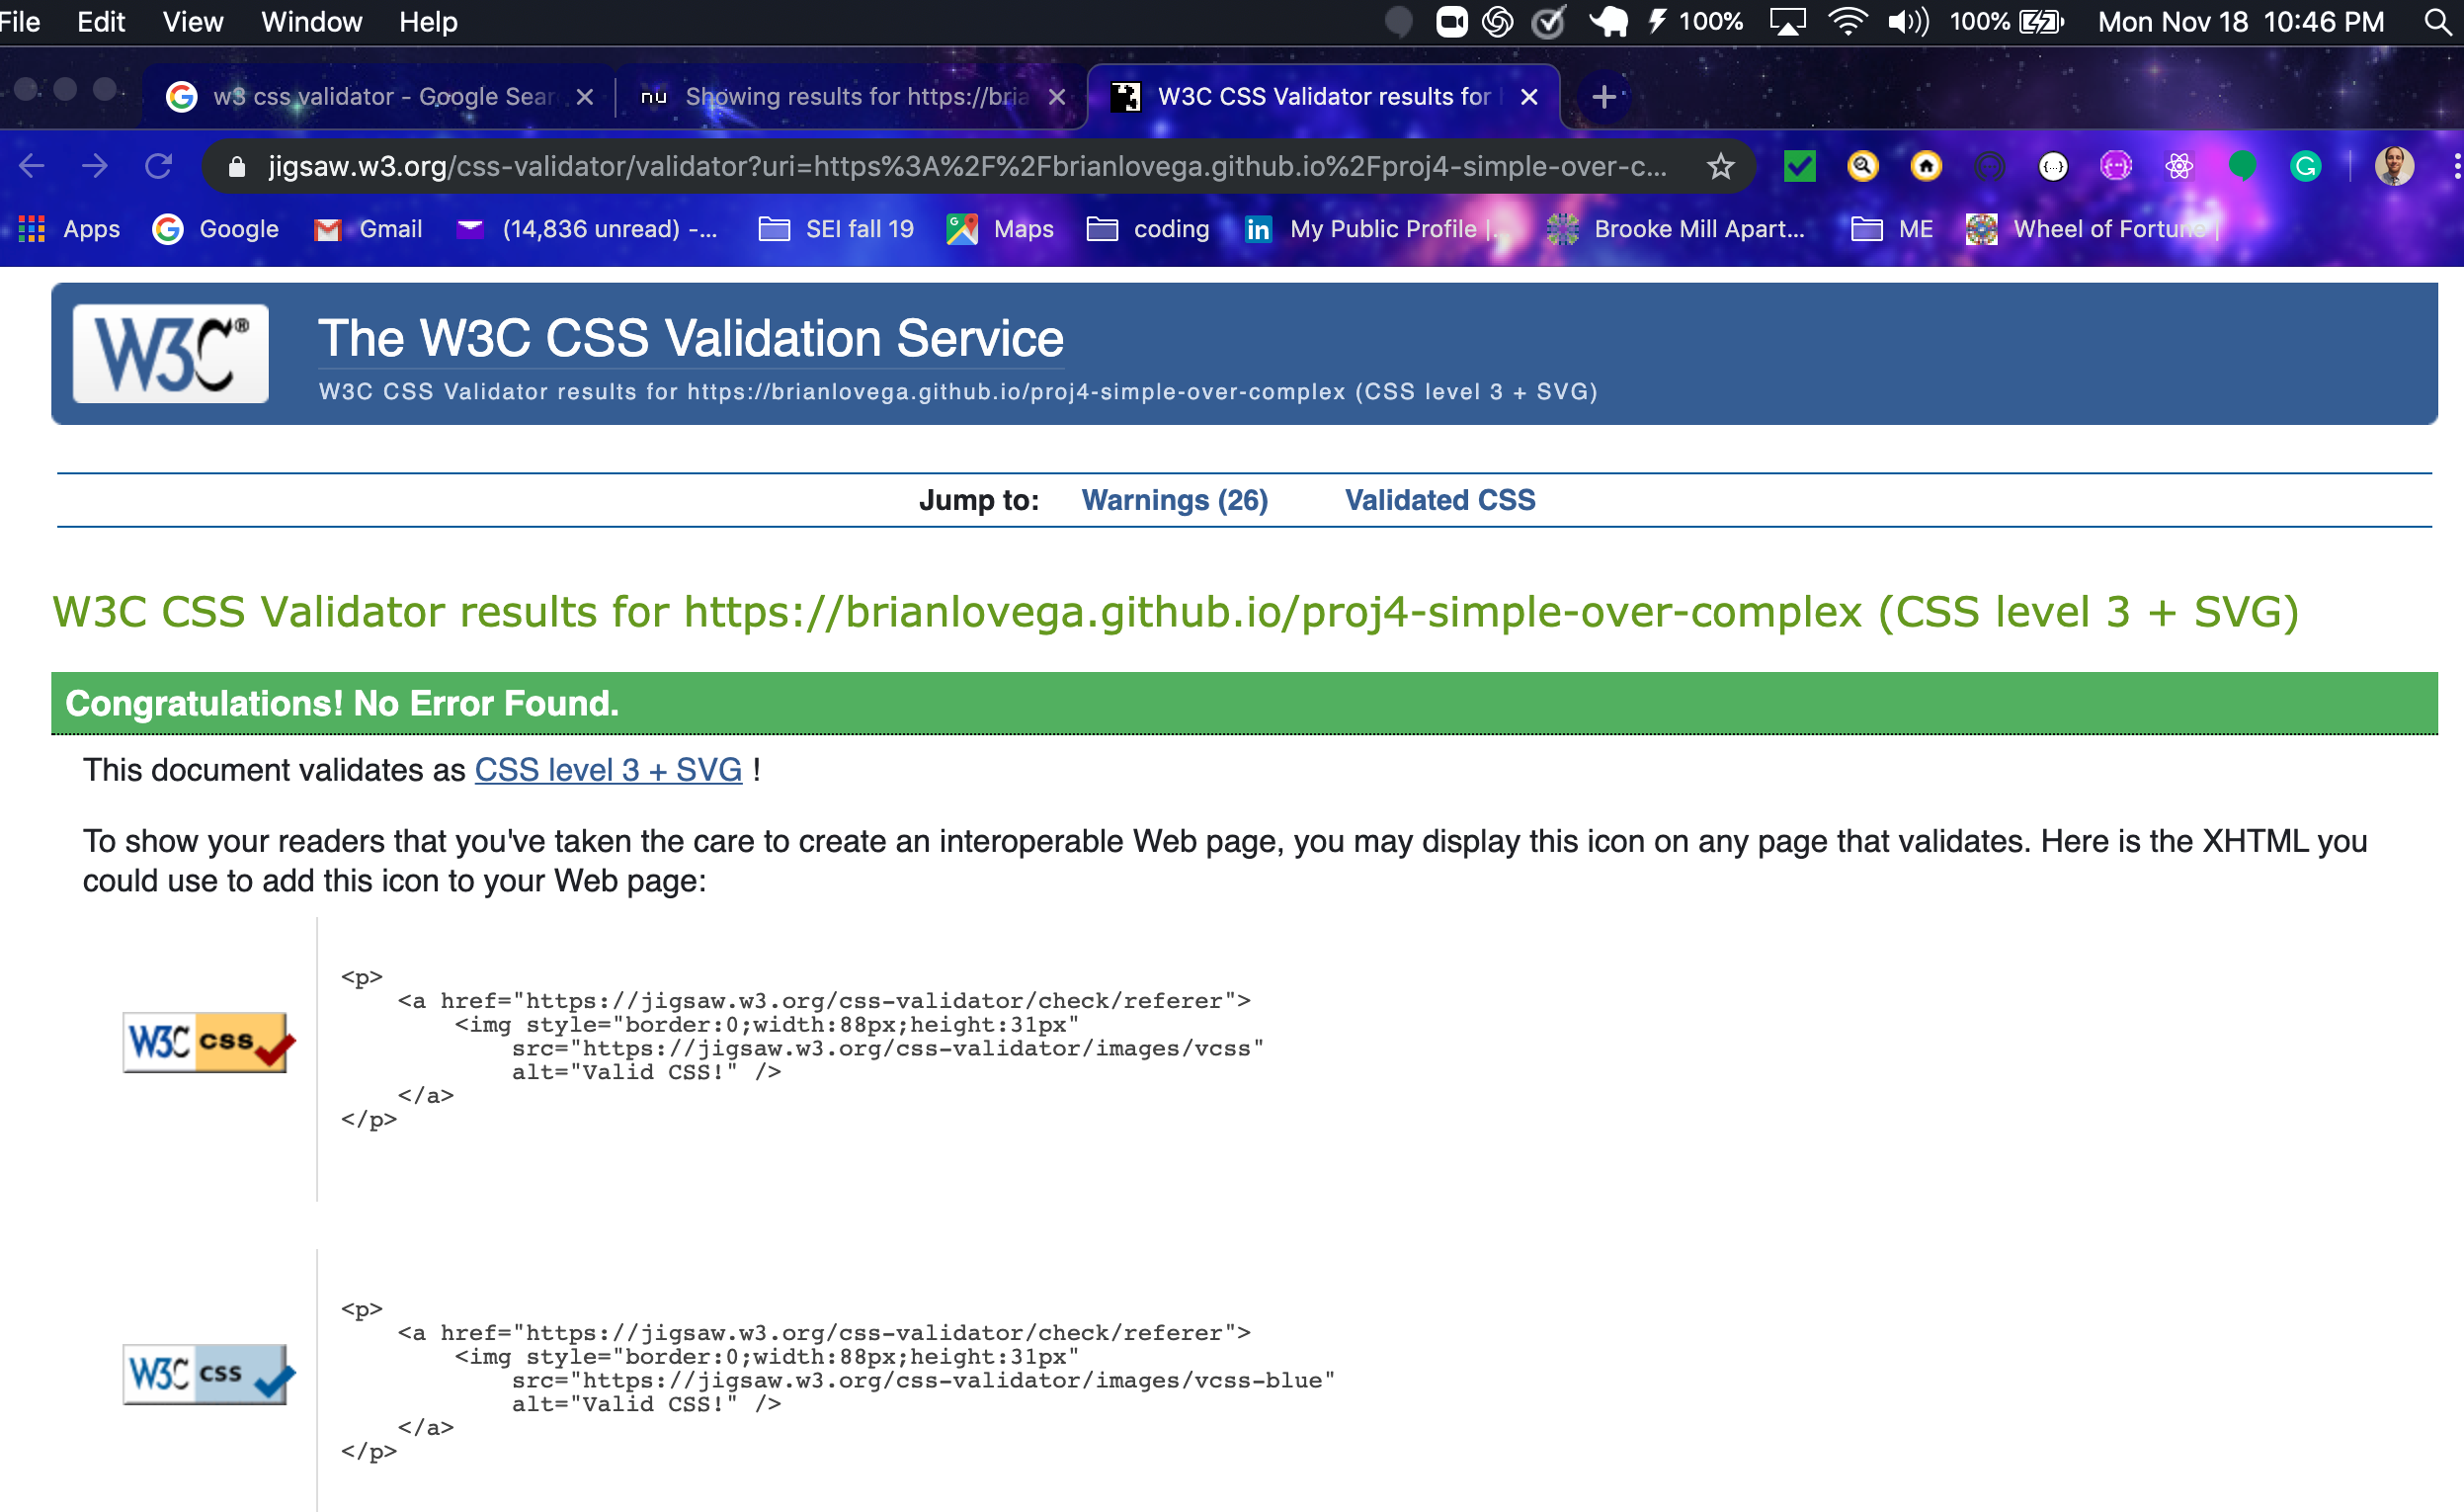 File Edit View Window Help 100% 100% Mon Nov 18 10:46 PM
w3 css validator - Google Sear
nu Showing results for https://bria
W3C CSS Validator results for
jigsaw.w3.org/css-validator/validator?uri=https%3A%2F%2Fbrianlovega.github.io%2Fproj4-simple-over-c...
Apps Google Gmail (14,836 unread) -... SEI fall 19 Maps coding My Public Profile |... Brooke Mill Apart... ME Wheel of Fortune |
W3C®
The W3C CSS Validation Service
W3C CSS Validator results for https://brianlovega.github.io/proj4-simple-over-complex (CSS level 3 + SVG)
Jump to: Warnings (26) Validated CSS
W3C CSS Validator results for https://brianlovega.github.io/proj4-simple-over-complex (CSS level 3 + SVG)
Congratulations! No Error Found.
This document validates as CSS level 3 + SVG !
To show your readers that you've taken the care to create an interoperable Web page, you may display this icon on any page that validates. Here is the XHTML you
could use to add this icon to your Web page:
W3C css
<p>
<a href="https://jigsaw.w3.org/css-validator/check/referer">
<img style="border:0;width:88px;height:31px"
src="https://jigsaw.w3.org/css-validator/images/vcss"
alt="Valid CSS!" />
</a>
</p>
W3C css
<p>
<a href="https://jigsaw.w3.org/css-validator/check/referer">
<img style="border:0;width:88px;height:31px"
src="https://jigsaw.w3.org/css-validator/images/vcss-blue"
alt="Valid CSS!" />
</a>
</p>